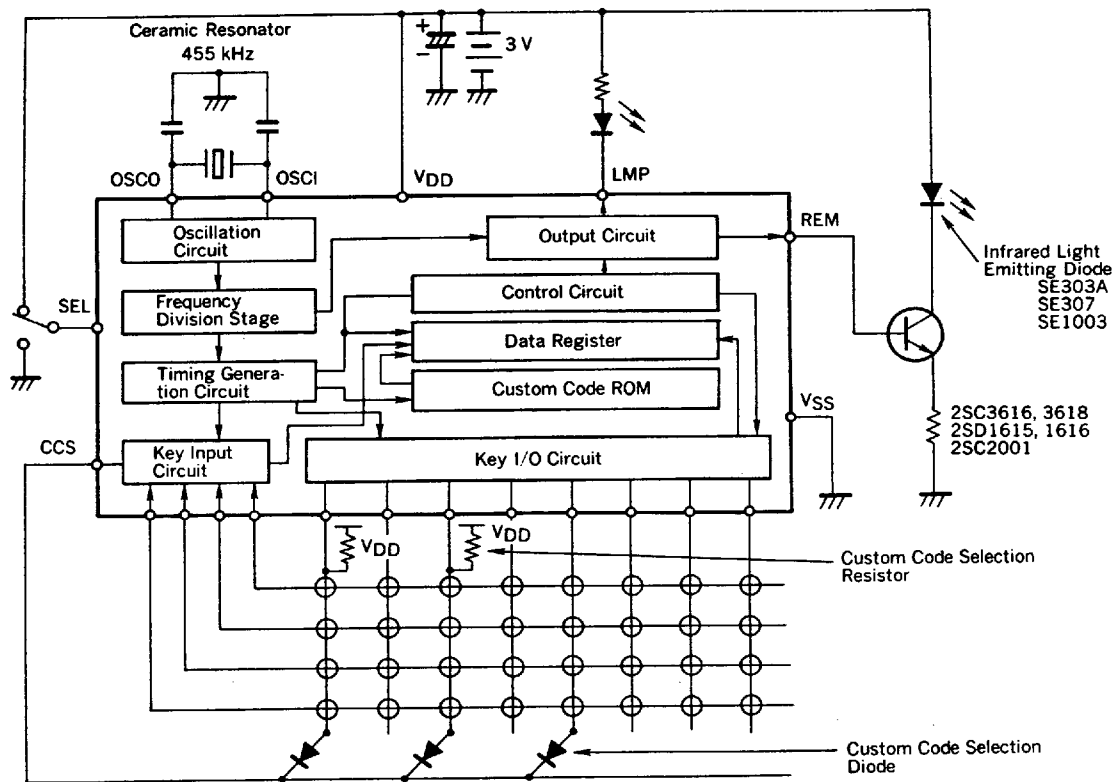 Ceramic Resonator
455 kHz
+
−
3 V
OSCO
OSCI
VDD
LMP
REM
Oscillation
Circuit
Output Circuit
Infrared Light
Emitting Diode
SE303A
SE307
SE1003
SEL
Frequency
Division Stage
Control Circuit
Data Register
Timing Genera-
tion Circuit
Custom Code ROM
VSS
2SC3616, 3618
2SD1615, 1616
2SC2001
CCS
Key Input
Circuit
Key I/O Circuit
VDD
VDD
Custom Code Selection
Resistor
Custom Code Selection
Diode